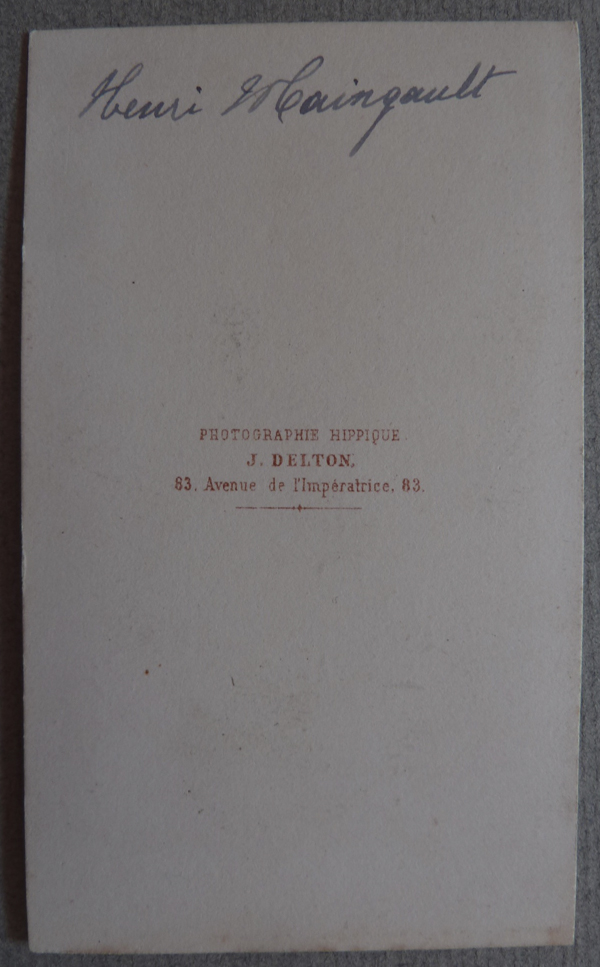 Henri Maingault
PHOTOGRAPHIE HIPPIQUE.
J. DELTON,
83, Avenue de l'Impératrice, 83.